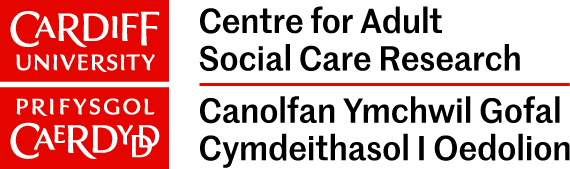 CARDIFF
UNIVERSITY
PRIFYSGOL
CAERDYDD
Centre for Adult
Social Care Research
Canolfan Ymchwil Gofal
Cymdeithasol I Oedolion